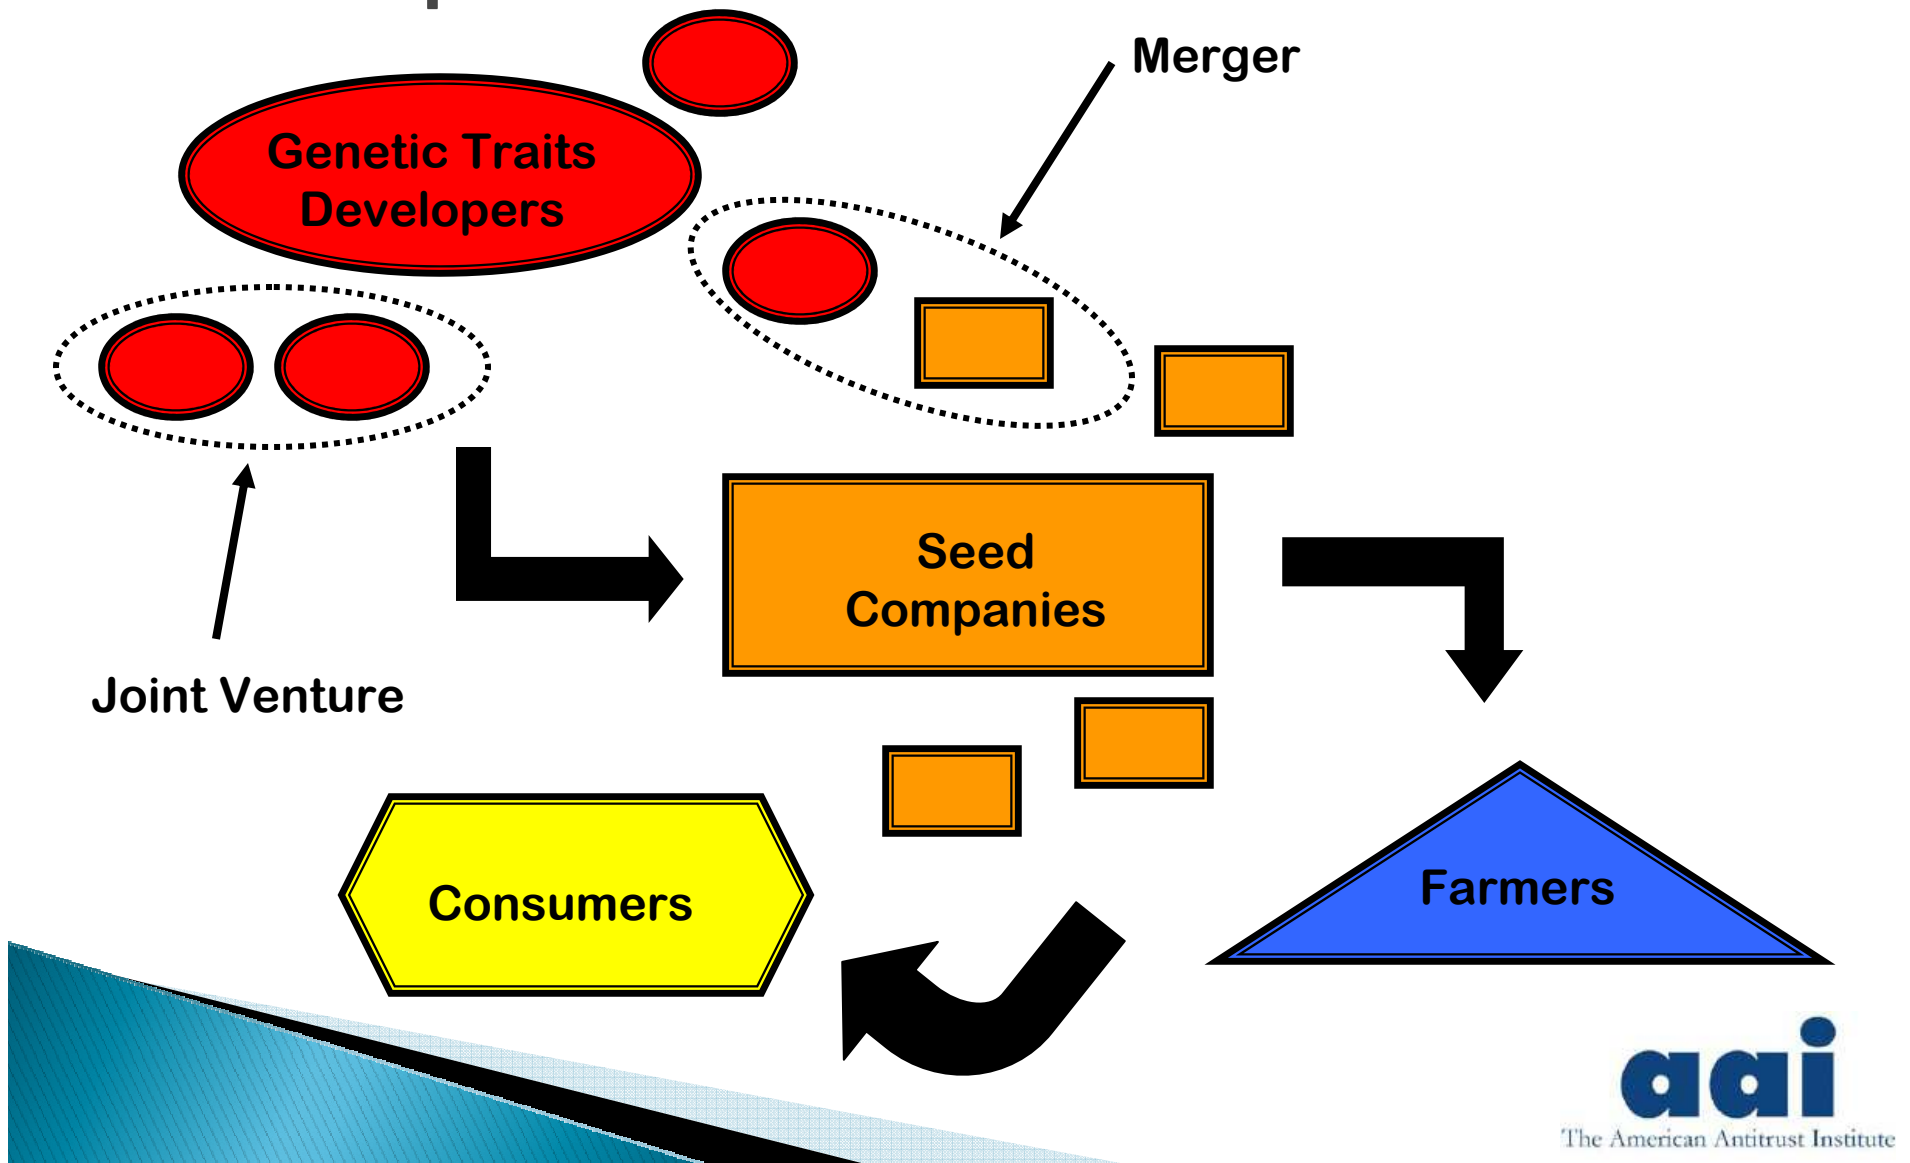 Merger
Genetic Traits
Developers
Seed
Companies
Joint Venture
Consumers
Farmers
aai
The American Antitrust Institute